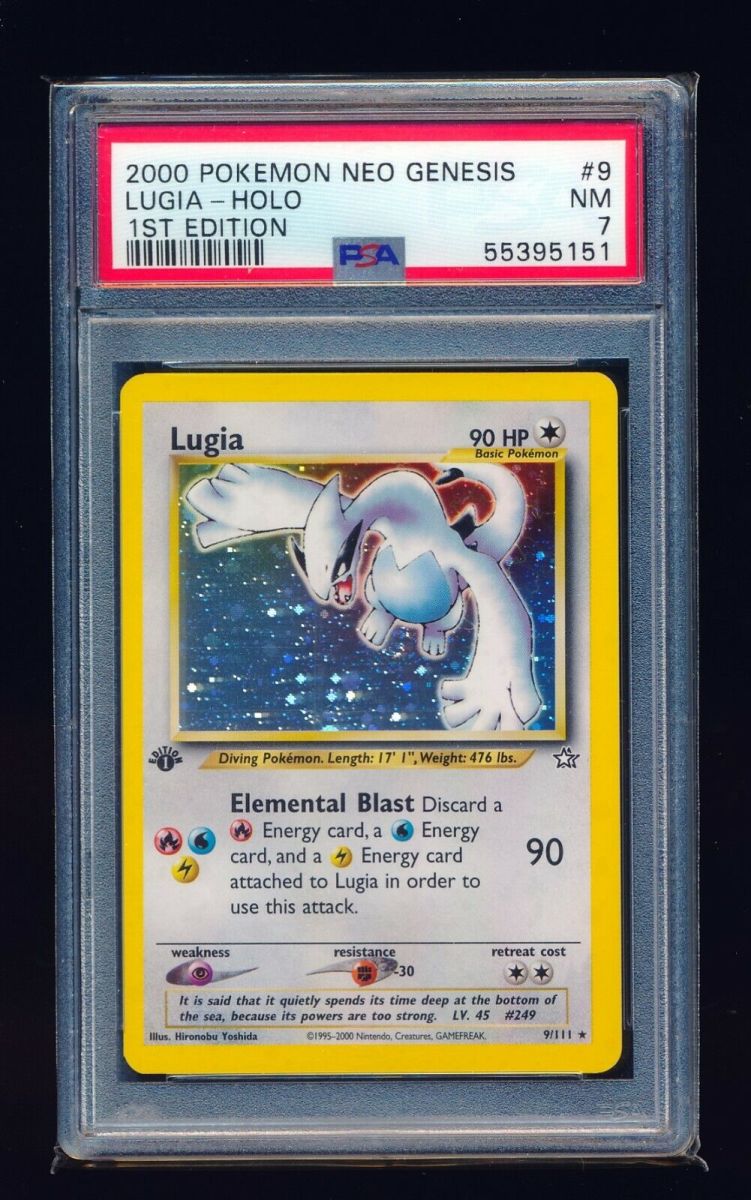 2000 POKEMON NEO GENESIS #9
LUGIA - HOLO NM
1ST EDITION 7
PSA 55395151
Lugia 90 HP
Basic Pokémon
EDITION 1
Diving Pokémon. Length: 17' 1", Weight: 476 lbs.
Elemental Blast Discard a
Energy card, a Energy
card, and a Energy card
attached to Lugia in order to
use this attack.
90
weakness resistance retreat cost
-30
It is said that it quietly spends its time deep at the bottom of
the sea, because its powers are too strong. LV. 45 #249
Illus. Hironobu Yoshida ©1995-2000 Nintendo, Creatures, GAMEFREAK. 9/111 ★